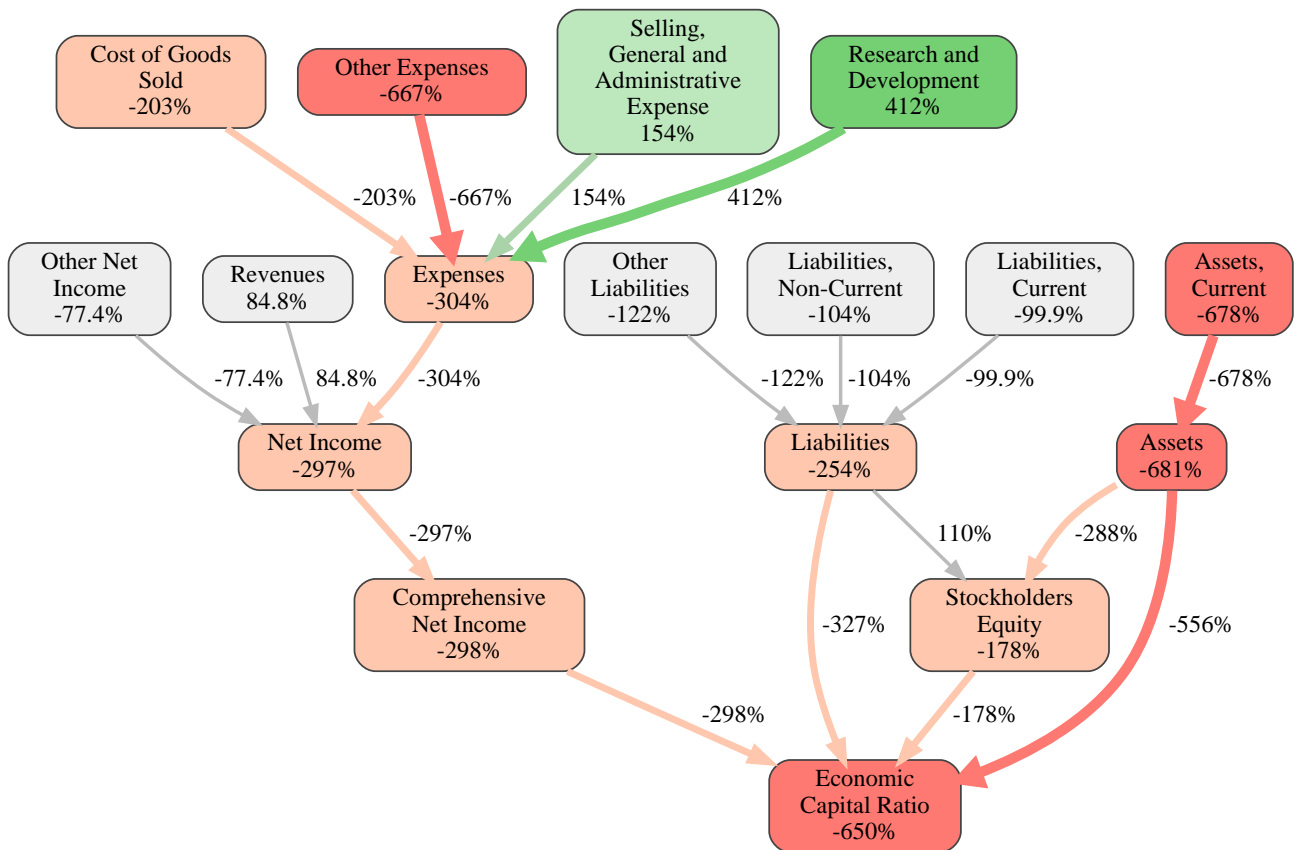 Cost of Goods
Sold
-203%
Other Expenses
-667%
Selling,
General and
Administrative
Expense
154%
Research and
Development
412%
-203%
-667%
154%
412%
Other Net
Income
-77.4%
Revenues
84.8%
Expenses
-304%
Other
Liabilities
-122%
Liabilities,
Non-Current
-104%
Liabilities,
Current
-99.9%
Assets,
Current
-678%
-77.4%
84.8%
-304%
-122%
-104%
-99.9%
-678%
Net Income
-297%
Liabilities
-254%
Assets
-681%
-297%
110%
-288%
Comprehensive
Net Income
-298%
-327%
Stockholders
Equity
-178%
-556%
-298%
-178%
Economic
Capital Ratio
-650%